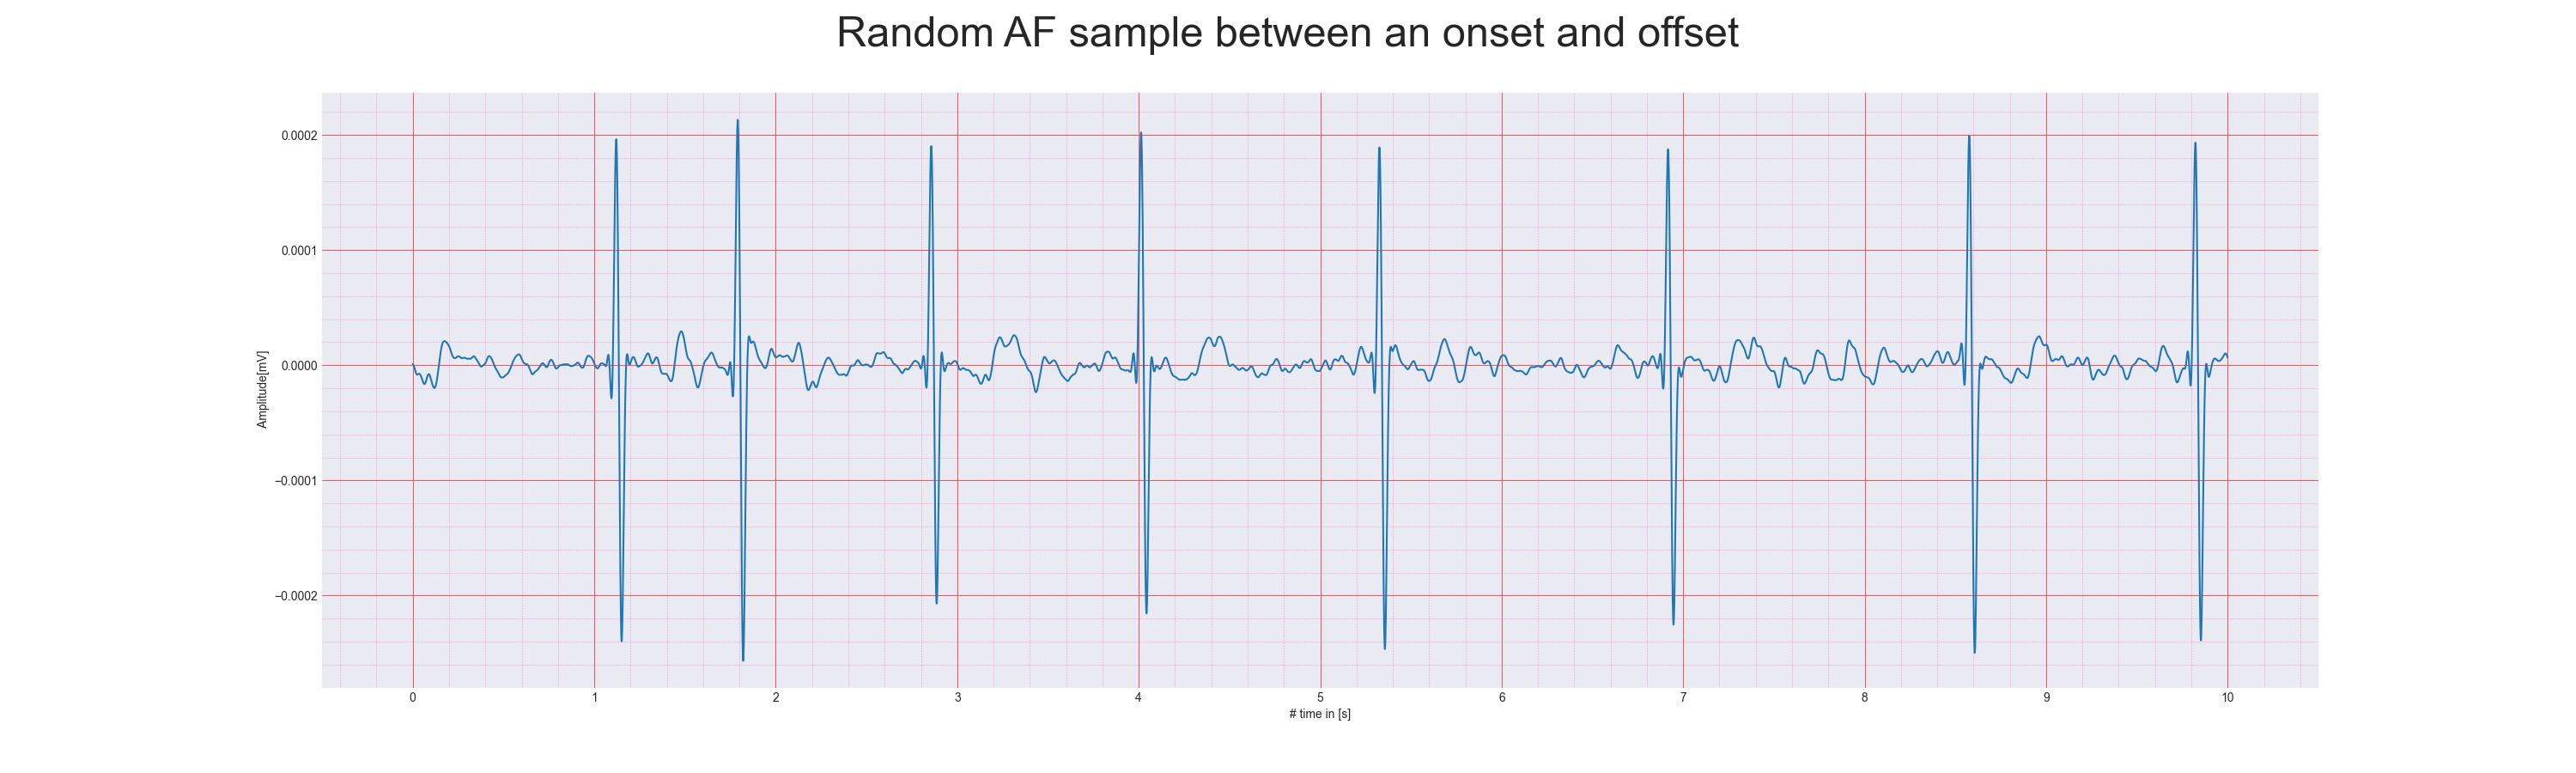 Random AF sample between an onset and offset
0.0002
0.0001
0.0000
−0.0001
−0.0002
Amplitude[mV]
0 1 2 3 4 5 6 7 8 9 10
# time in [s]